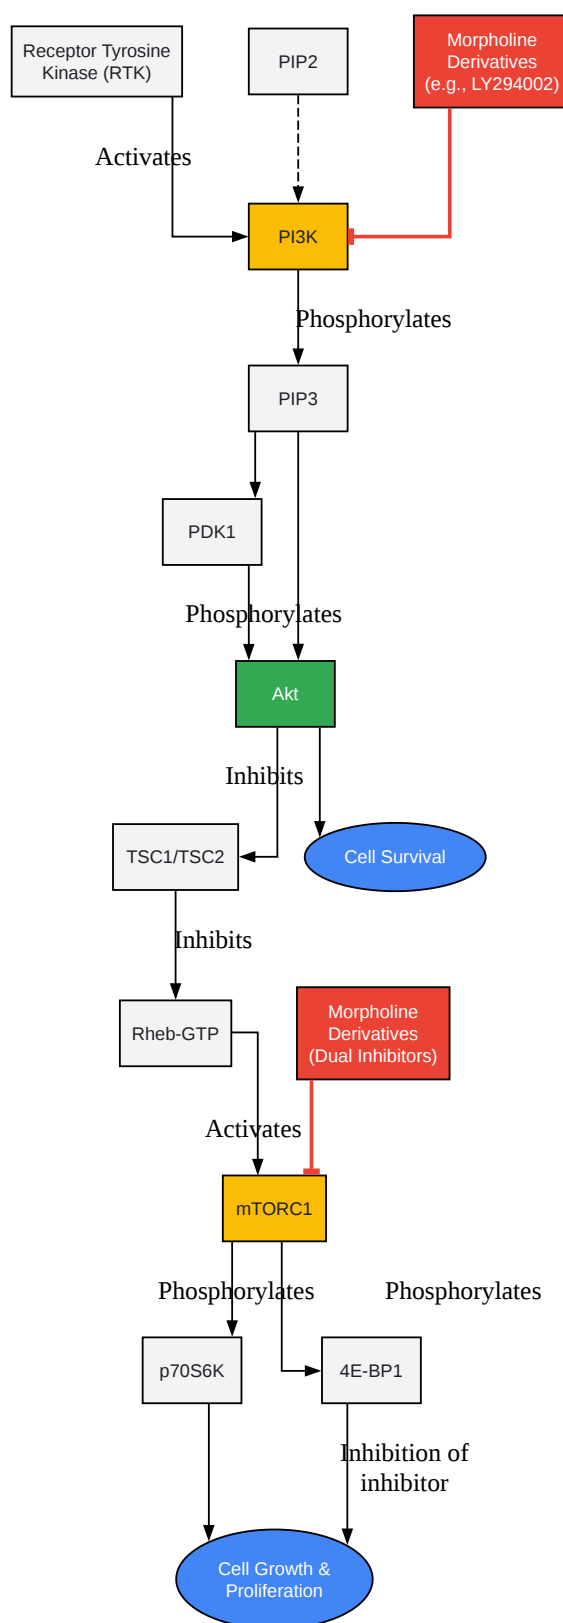 Receptor Tyrosine
Kinase (RTK)
PIP2
Morpholine
Derivatives
(e.g., LY294002)
Activates
PI3K
Phosphorylates
PIP3
PDK1
Phosphorylates
Akt
Inhibits
TSC1/TSC2
Cell Survival
Inhibits
Rheb-GTP
Morpholine
Derivatives
(Dual Inhibitors)
Activates
mTORC1
Phosphorylates
Phosphorylates
p70S6K
4E-BP1
Inhibition of
inhibitor
Cell Growth &
Proliferation